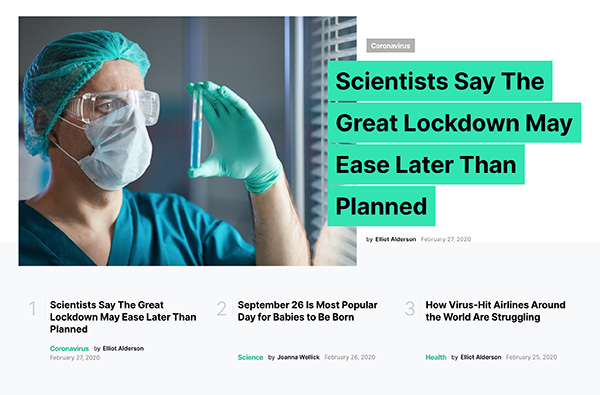 Coronavirus
Scientists Say The
Great Lockdown May
Ease Later Than
Planned
by Elliot Alderson February 27, 2020
1
Scientists Say The Great
Lockdown May Ease Later Than
Planned
Coronavirus by Elliot Alderson
February 27, 2020
2
September 26 Is Most Popular
Day for Babies to Be Born
Science by Joanna Wellick February 26, 2020
3
How Virus-Hit Airlines Around
the World Are Struggling
Health by Elliot Alderson February 25, 2020